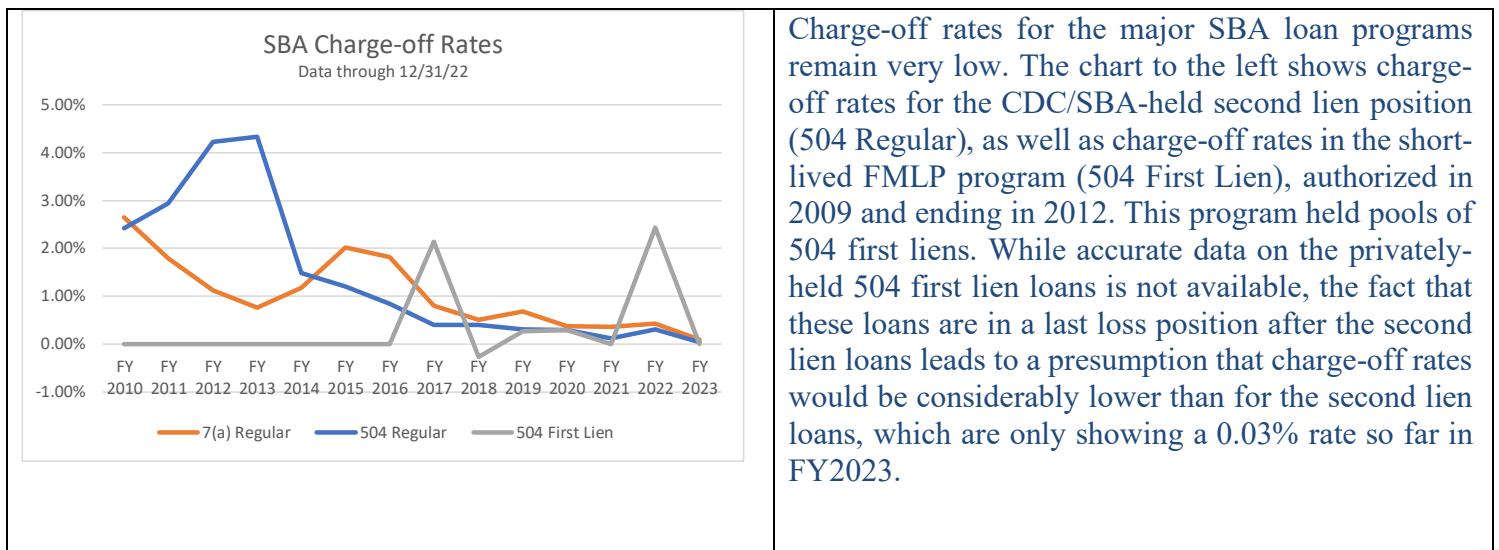 SBA Charge-off Rates
Data through 12/31/22
5.00%
4.00%
3.00%
2.00%
1.00%
0.00%
-1.00%
FY FY FY FY FY FY FY FY FY FY FY FY FY FY
2010 2011 2012 2013 2014 2015 2016 2017 2018 2019 2020 2021 2022 2023
7(a) Regular 504 Regular 504 First Lien
Charge-off rates for the major SBA loan programs
remain very low. The chart to the left shows charge-
off rates for the CDC/SBA-held second lien position
(504 Regular), as well as charge-off rates in the short-
lived FMLP program (504 First Lien), authorized in
2009 and ending in 2012. This program held pools of
504 first liens. While accurate data on the privately-
held 504 first lien loans is not available, the fact that
these loans are in a last loss position after the second
lien loans leads to a presumption that charge-off rates
would be considerably lower than for the second lien
loans, which are only showing a 0.03% rate so far in
FY2023.